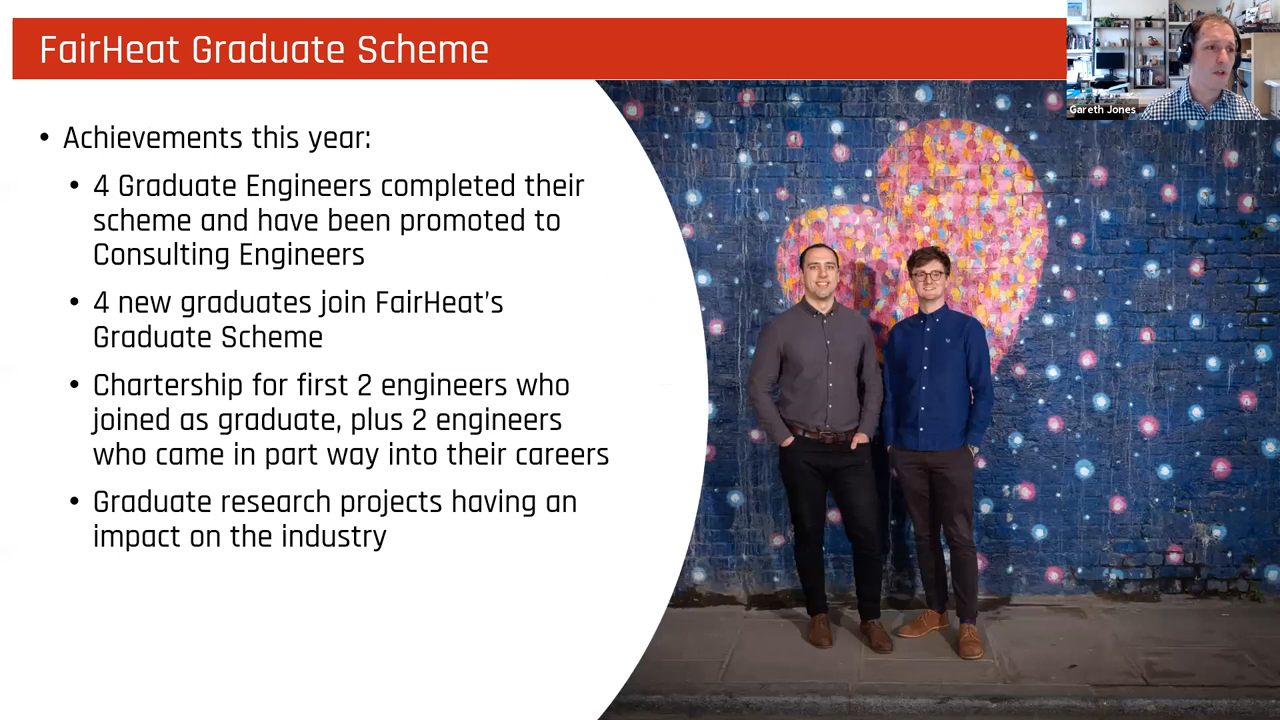 FairHeat Graduate Scheme
Gareth Jones
• Achievements this year:
• 4 Graduate Engineers completed their
scheme and have been promoted to
Consulting Engineers
• 4 new graduates join FairHeat’s
Graduate Scheme
• Chartership for first 2 engineers who
joined as graduate, plus 2 engineers
who came in part way into their careers
• Graduate research projects having an
impact on the industry